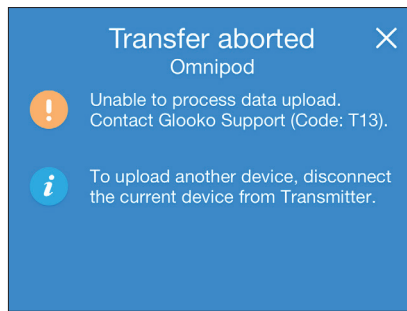 Transfer aborted
Omnipod
Unable to process data upload.
Contact Glooko Support (Code: T13).
To upload another device, disconnect
the current device from Transmitter.